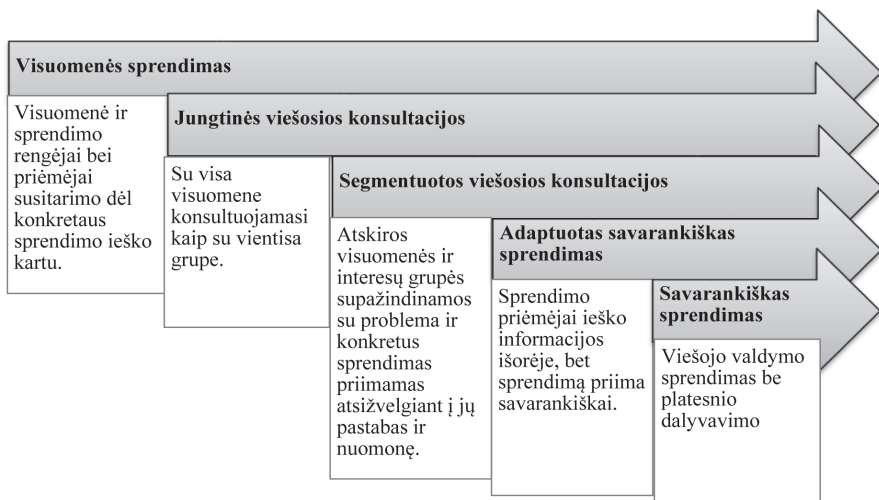 Visuomenės sprendimas
Visuomenė ir
sprendimo
rengėjai bei
priėmėjai
susitarimo dėl
konkretaus
sprendimo ieško
kartu.
Jungtinės viešosios konsultacijos
Su visa
visuomene
konsultuojamasi
kaip su vientisa
grupe.
Segmentuotos viešosios konsultacijos
Atskiros
visuomenės ir
interesų grupės
supažindinamos
su problema ir
konkretus
sprendimas
priimamas
atsižvelgiant į jų
pastabas ir
nuomonę.
Adaptuotas savarankiškas
sprendimas
Sprendimo
priėmėjai ieško
informacijos
išorėje, bet
sprendimą priima
savarankiškai.
Savarankiškas
sprendimas
Viešojo valdymo
sprendimas be
platesnio
dalyvavimo